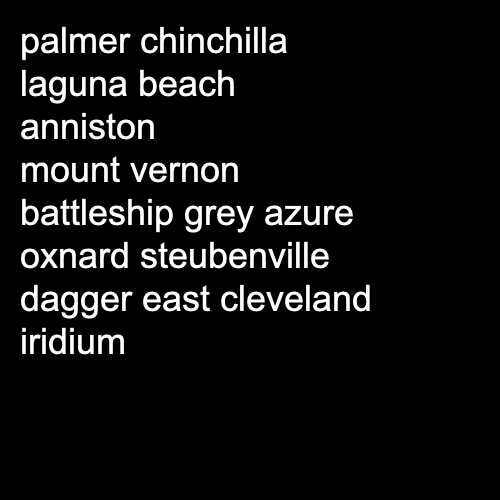 palmer chinchilla
laguna beach
anniston
mount vernon
battleship grey azure
oxnard steubenville
dagger east cleveland
iridium